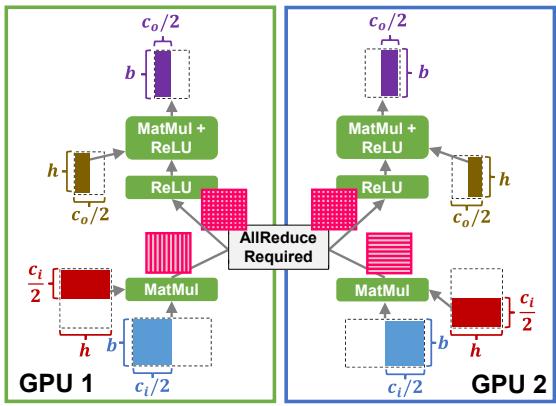 c_o/2
b
MatMul +
ReLU
h
c_o/2
ReLU
c_i
2
h
MatMul
b
c_i/2
GPU 1
AllReduce
Required
c_o/2
b
MatMul +
ReLU
h
c_o/2
ReLU
MatMul
c_i
2
h
b
c_i/2
GPU 2